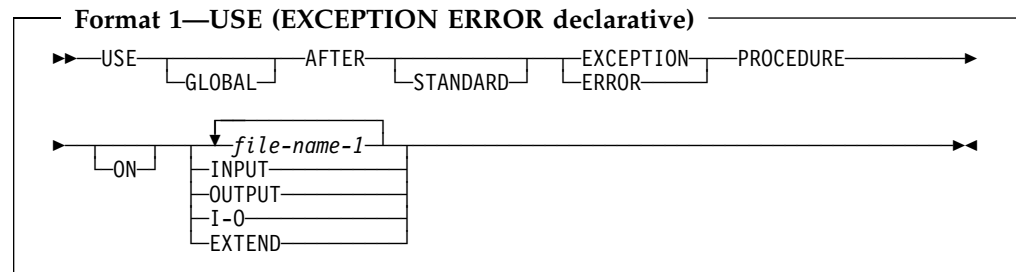 Format 1—USE (EXCEPTION ERROR declarative)
USE GLOBAL AFTER STANDARD EXCEPTION PROCEDURE
ERROR
ON file-name-1
INPUT
OUTPUT
I-O
EXTEND